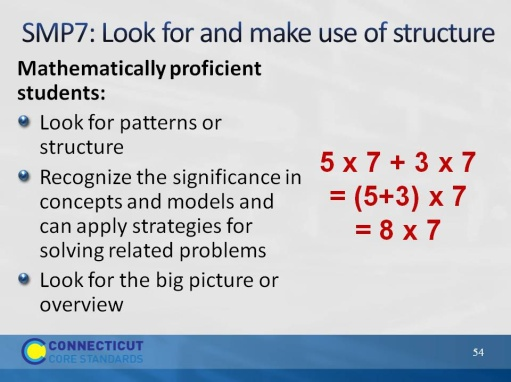 SMP7: Look for and make use of structure
Mathematically proficient
students:
Look for patterns or
structure
Recognize the significance in
concepts and models and
can apply strategies for
solving related problems
Look for the big picture or
overview
5 x 7 + 3 x 7
= (5+3) x 7
= 8 x 7
CONNECTICUT
CORE STANDARDS
54